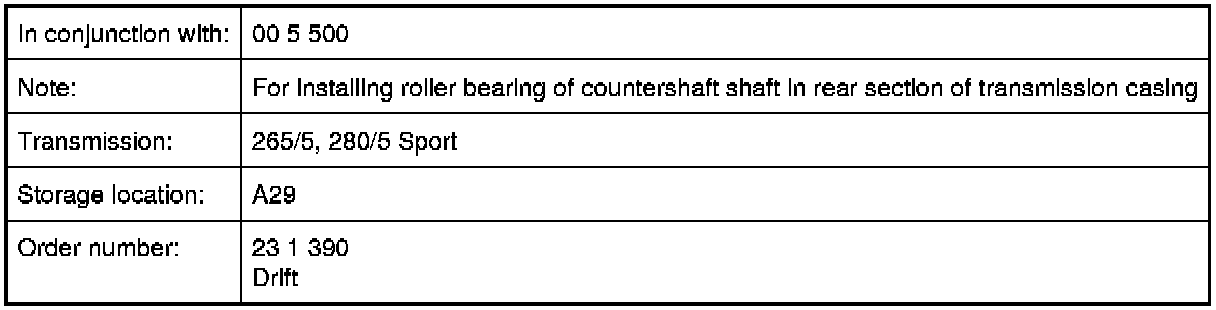 In conjunction with: 00 5 500
Note: For installing roller bearing of countershaft shaft in rear section of transmission casing
Transmission: 265/5, 280/5 Sport
Storage location: A29
Order number: 23 1 390
Drift